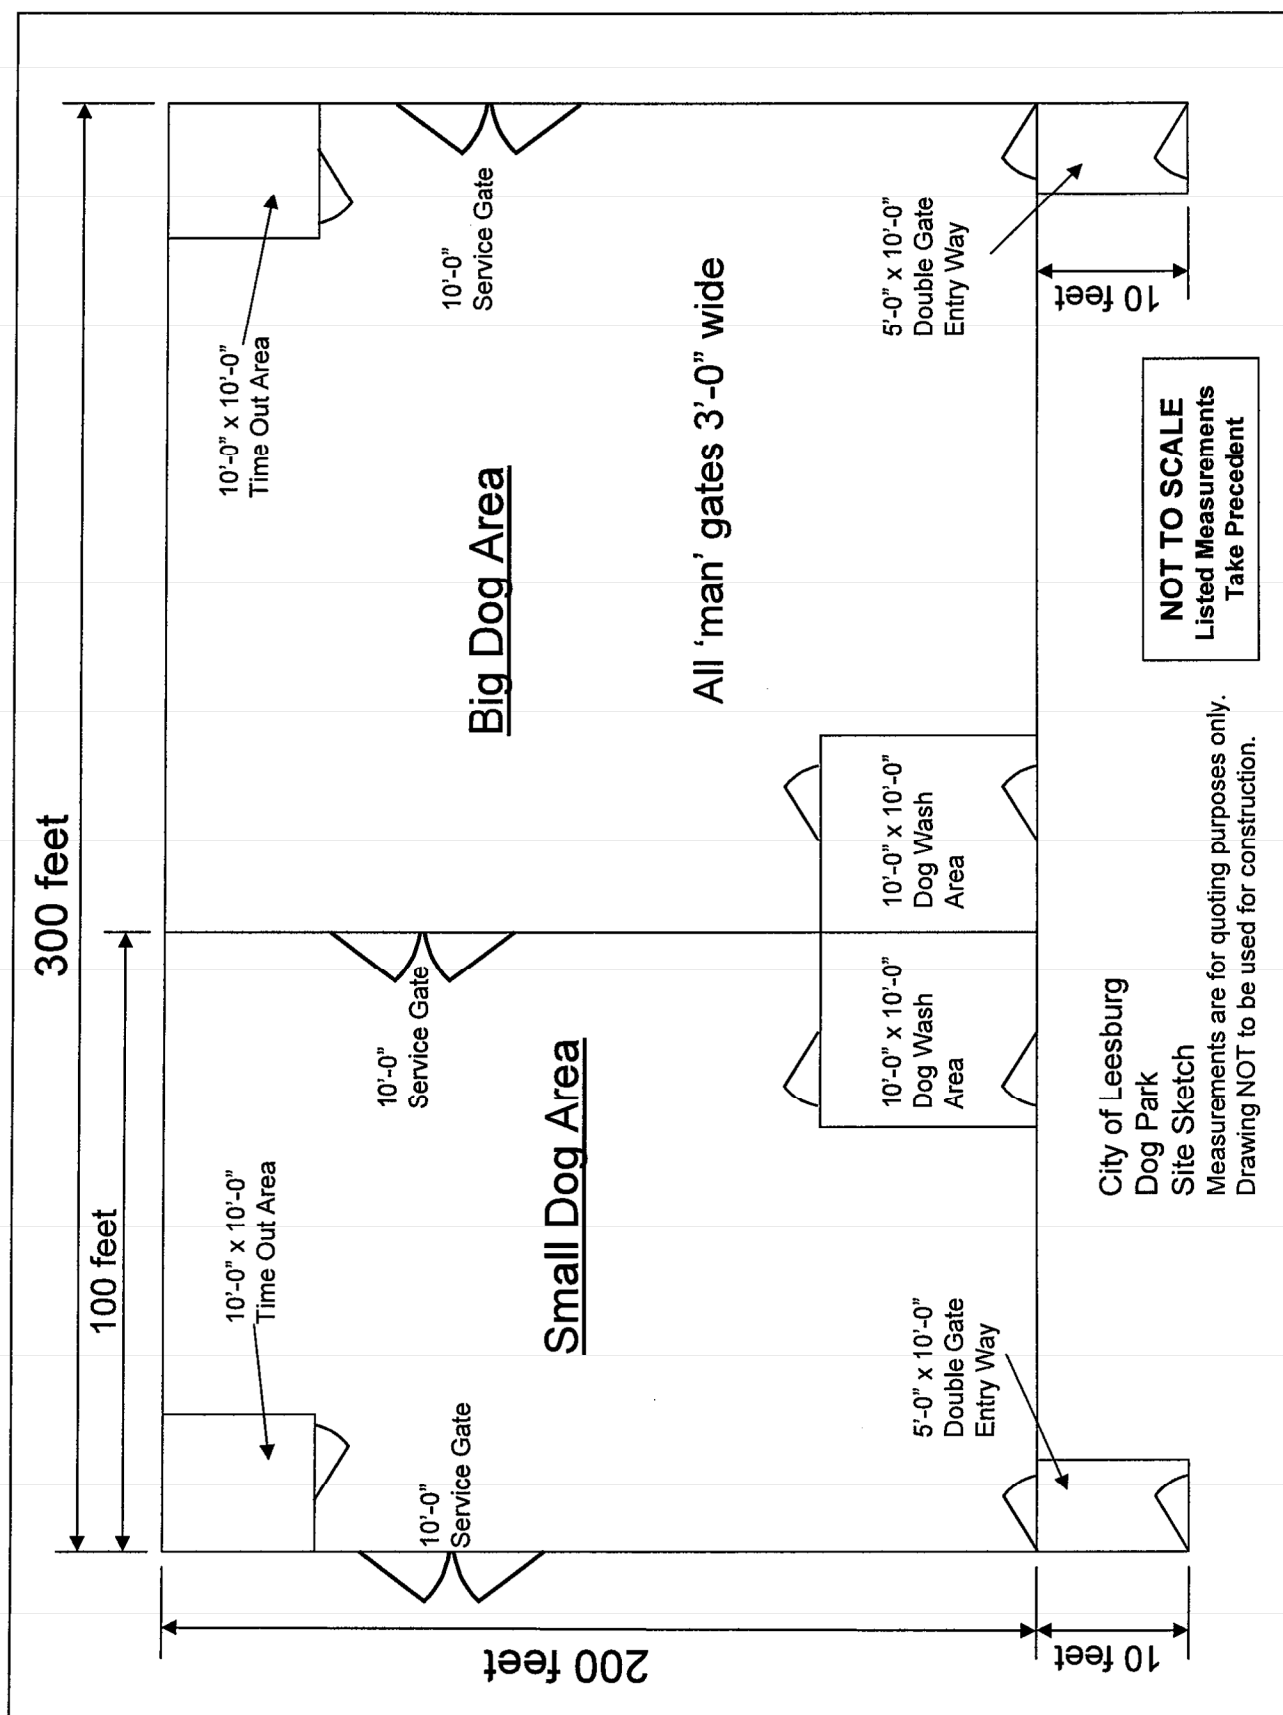 300 feet
100 feet
200 feet
10 feet
10'-0" x 10'-0"
Time Out Area
10'-0"
Service Gate
Small Dog Area
5'-0" x 10'-0"
Double Gate
Entry Way
10'-0"
Service Gate
10'-0" x 10'-0"
Dog Wash
Area
10'-0" x 10'-0"
Dog Wash
Area
10'-0" x 10'-0"
Time Out Area
10'-0"
Service Gate
Big Dog Area
All 'man' gates 3'-0" wide
5'-0" x 10'-0"
Double Gate
Entry Way
10 feet
City of Leesburg
Dog Park
Site Sketch
Measurements are for quoting purposes only.
Drawing NOT to be used for construction.
NOT TO SCALE
Listed Measurements
Take Precedent